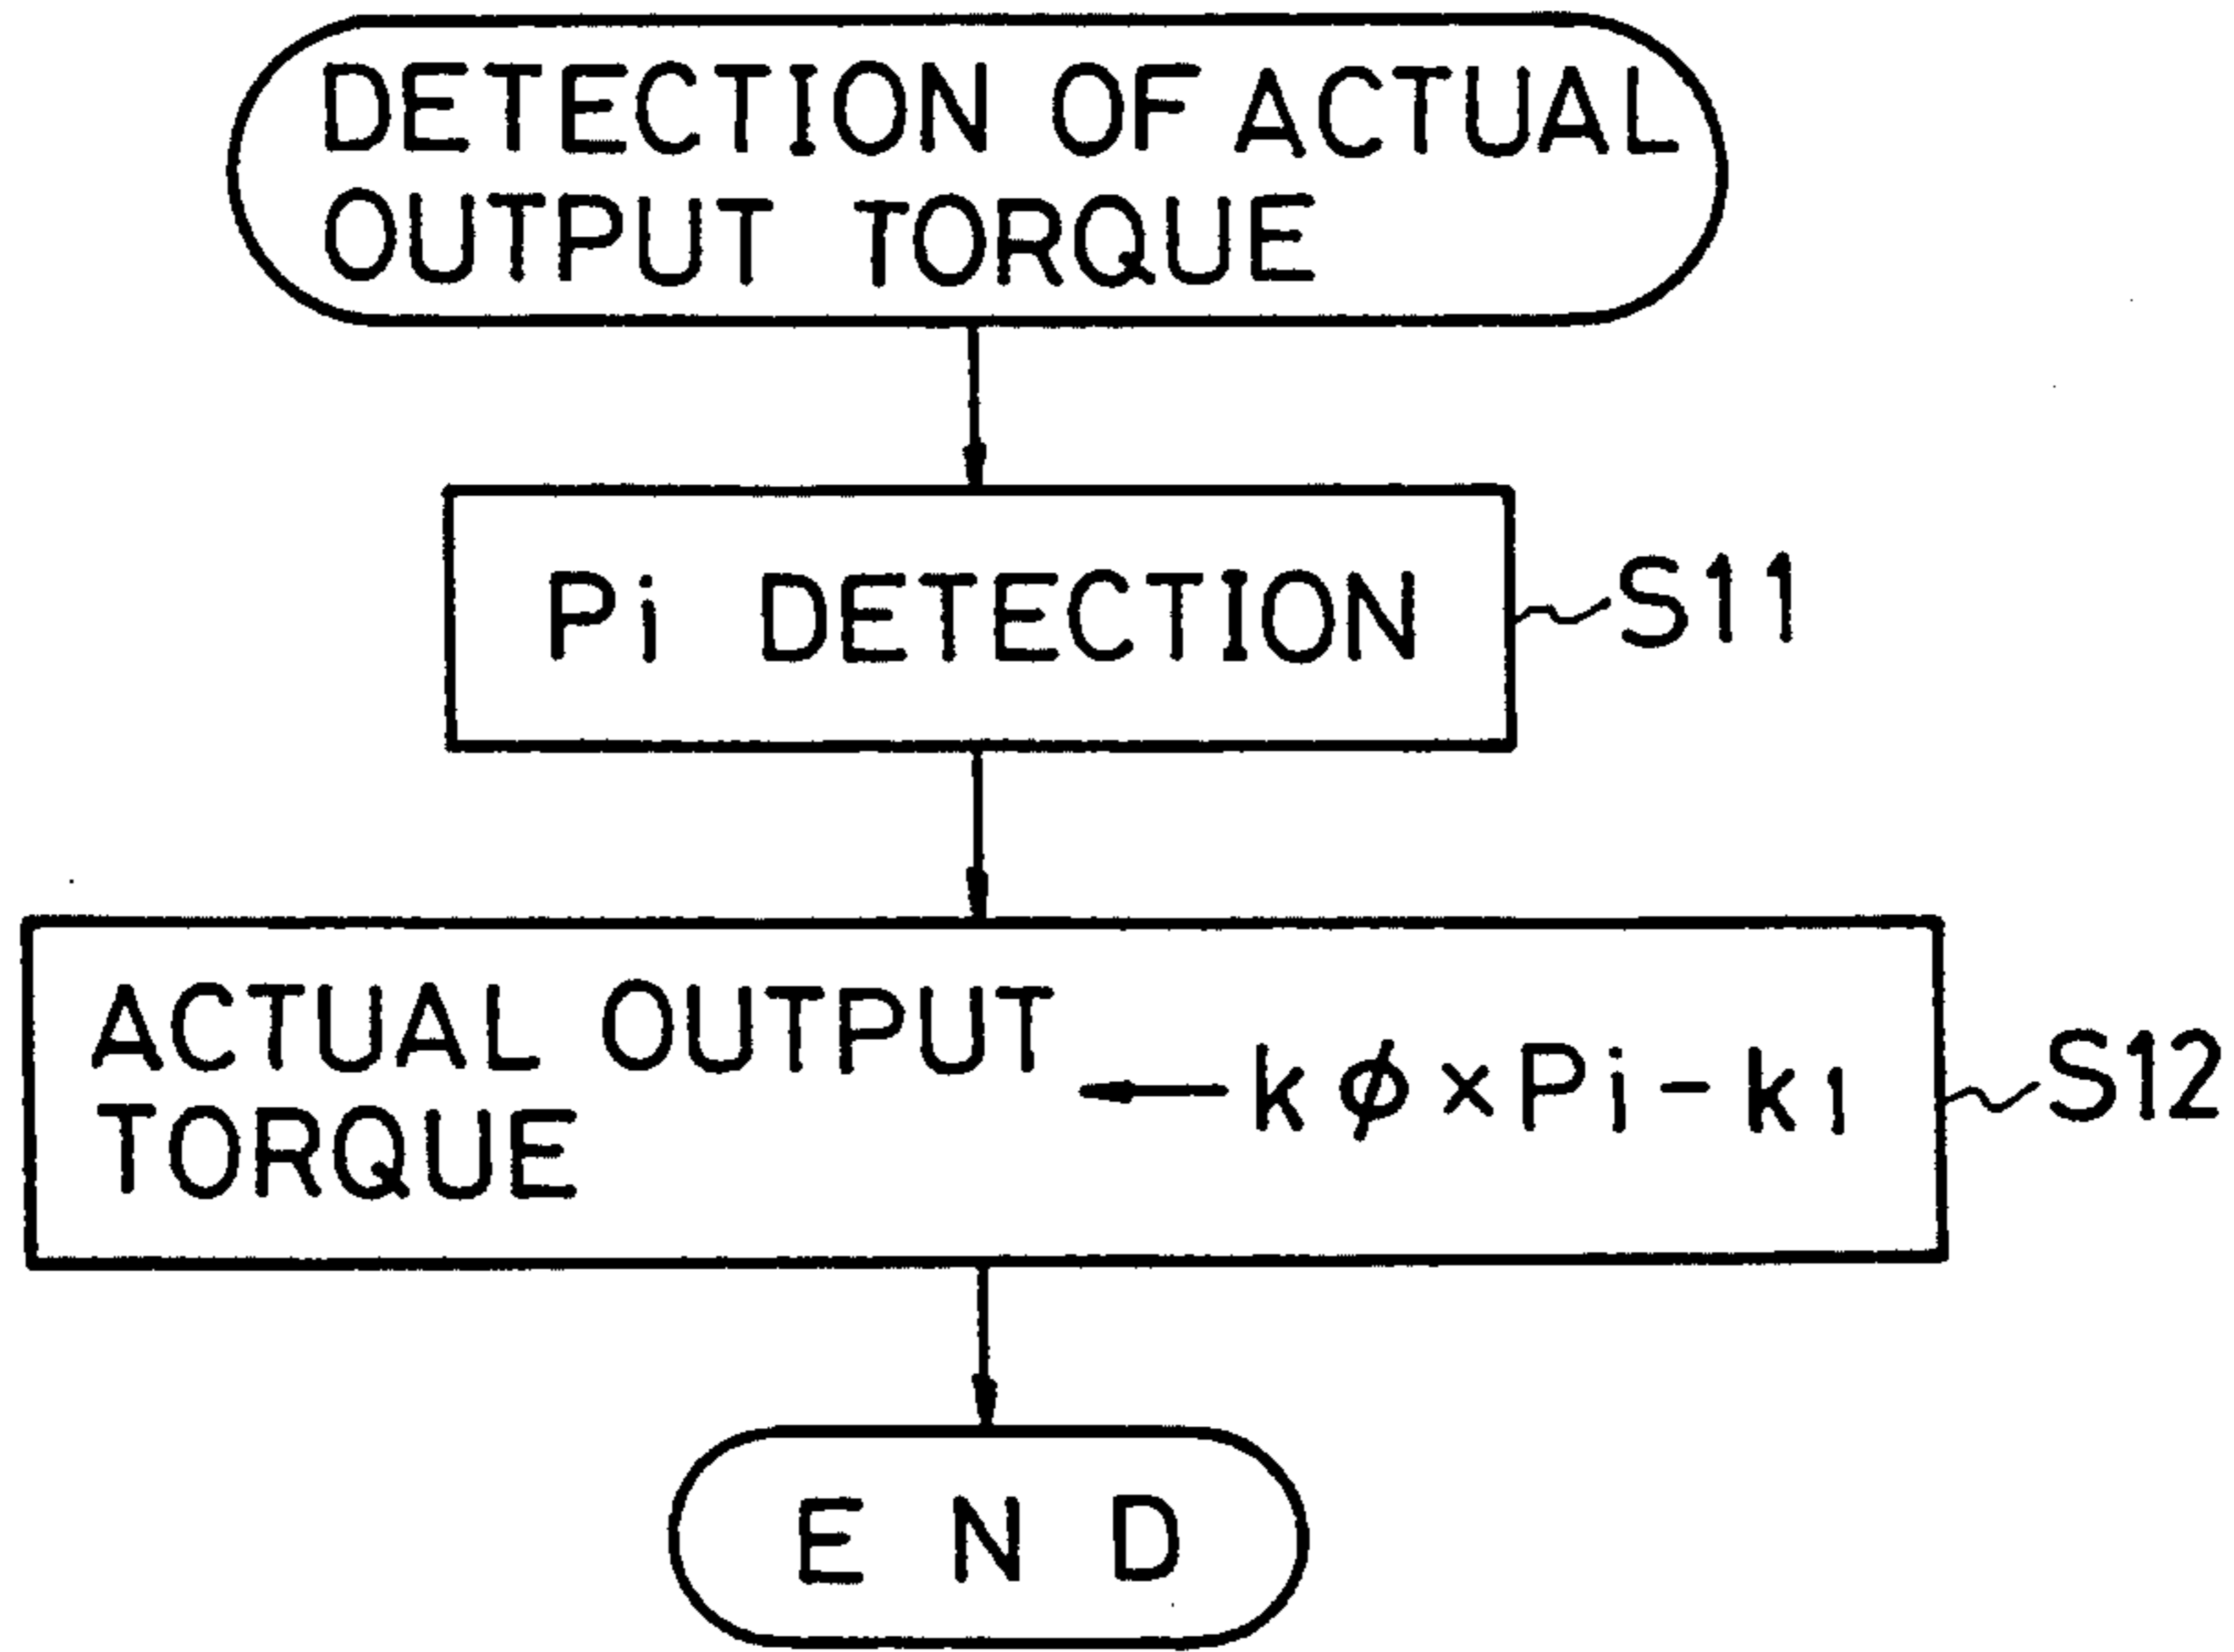 DETECTION OF ACTUAL
OUTPUT TORQUE
Pi DETECTION
S11
ACTUAL OUTPUT
TORQUE
← kφ×Pi-k1
S12
END